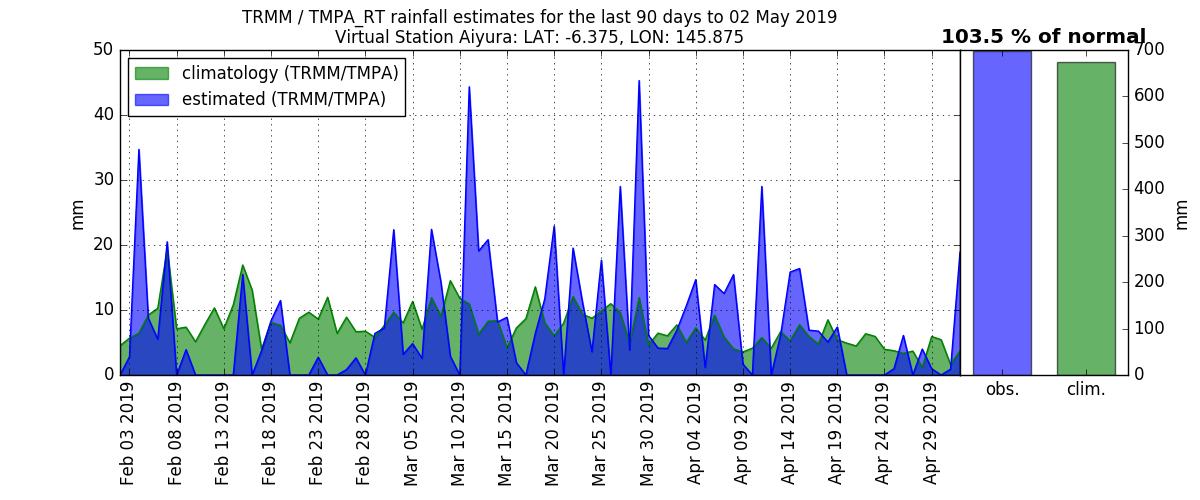 TRMM / TMPA_RT rainfall estimates for the last 90 days to 02 May 2019
Virtual Station Aiyura: LAT: -6.375, LON: 145.875
103.5 % of normal
climatology (TRMM/TMPA)
estimated (TRMM/TMPA)
mm
50
40
30
20
10
0
Feb 03 2019
Feb 08 2019
Feb 13 2019
Feb 18 2019
Feb 23 2019
Feb 28 2019
Mar 05 2019
Mar 10 2019
Mar 15 2019
Mar 20 2019
Mar 25 2019
Mar 30 2019
Apr 04 2019
Apr 09 2019
Apr 14 2019
Apr 19 2019
Apr 24 2019
Apr 29 2019
obs.
clim.
700
600
500
400
300
200
100
0
mm